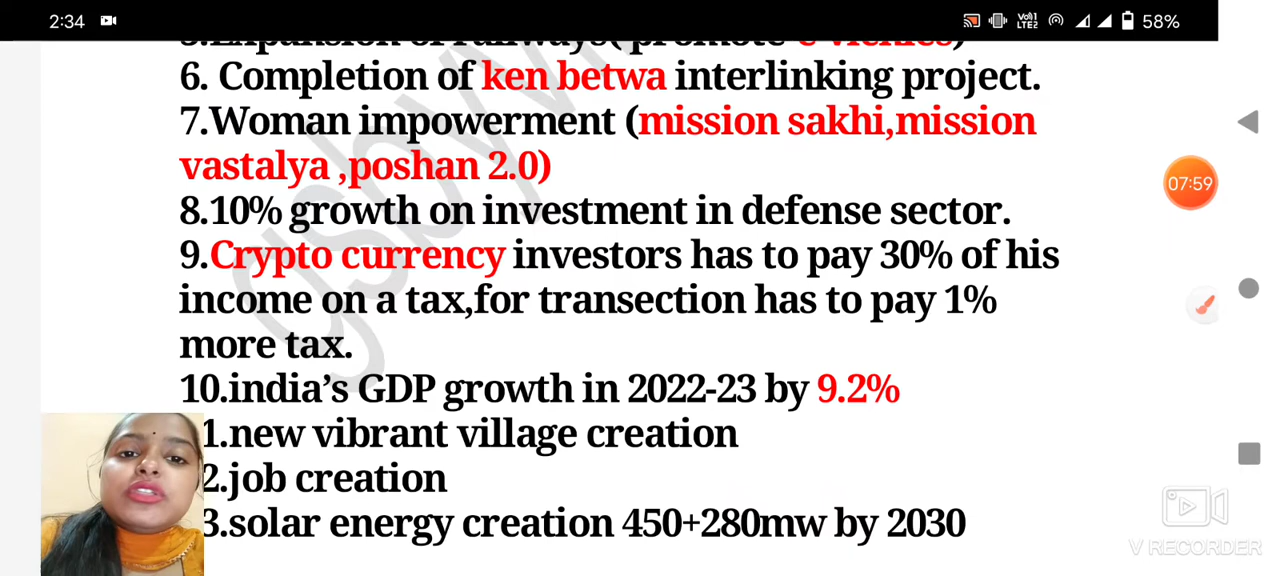 2:34
Vo)) 1
LTE2
58%
6. Completion of ken betwa interlinking project.
7.Woman impowerment (mission sakhi,mission
vastalya ,poshan 2.0)
8.10% growth on investment in defense sector.
9.Crypto currency investors has to pay 30% of his
income on a tax,for transection has to pay 1%
more tax.
10.india’s GDP growth in 2022-23 by 9.2%
1.new vibrant village creation
2.job creation
3.solar energy creation 450+280mw by 2030
07:59
V RECORDER